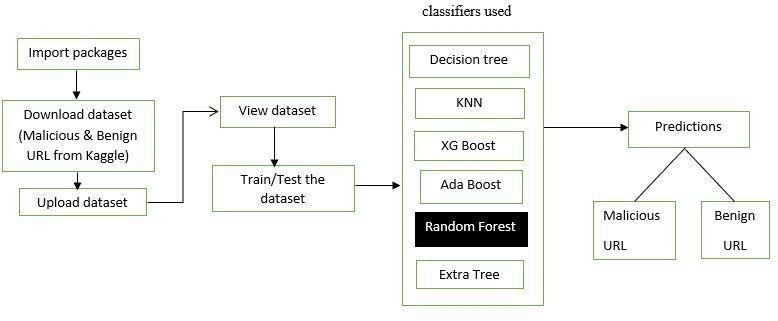 classifiers used
Import packages
Download dataset
(Malicious & Benign
URL from Kaggle)
Upload dataset
View dataset
Train/Test the
dataset
Decision tree
KNN
XG Boost
Ada Boost
Random Forest
Extra Tree
Predictions
Malicious
URL
Benign
URL